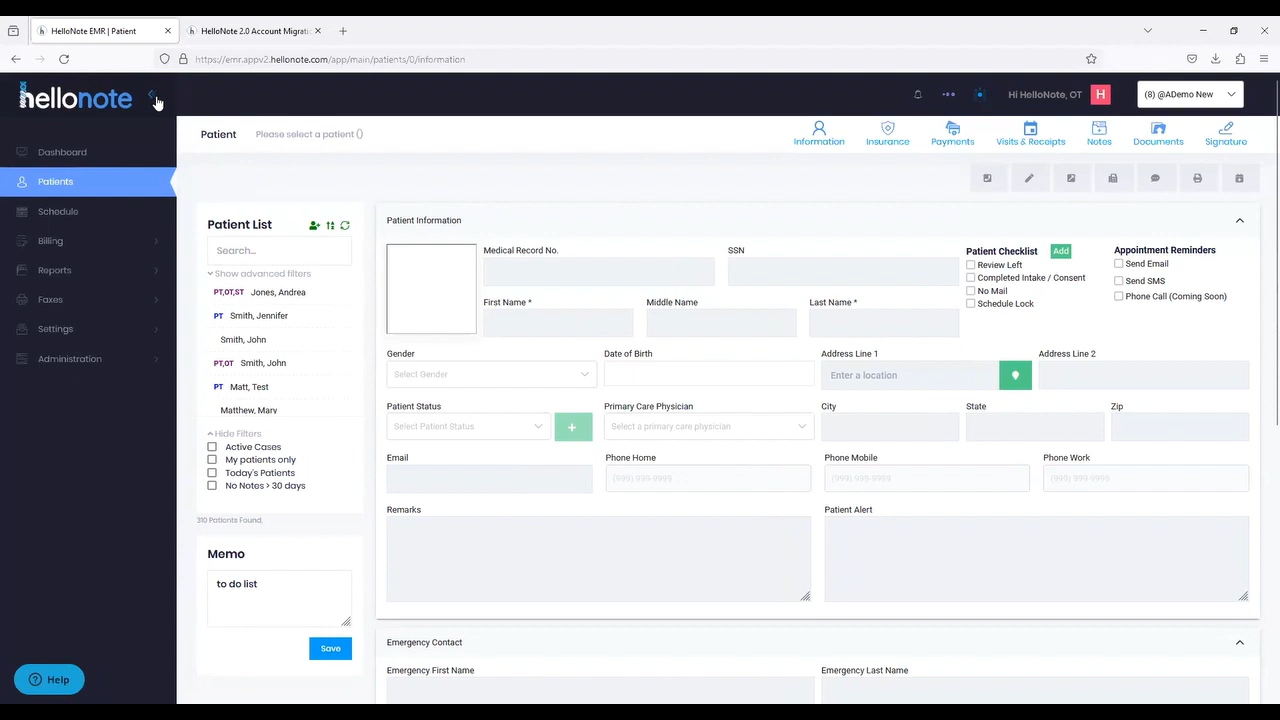 HelloNote EMR | Patient
HelloNote 2.0 Account Migratio
https://emr.appv2.hellonote.com/app/main/patients/0/information
hellonote
Hi HelloNote, OT
H
(8) @ADemo New
Patient
Please select a patient ()
Information
Insurance
Payments
Visits & Receipts
Notes
Documents
Signature
Dashboard
Patients
Schedule
Billing
Reports
Faxes
Settings
Administration
Help
Patient List
Search...
Show advanced filters
PT,OT,ST Jones, Andrea
PT Smith, Jennifer
Smith, John
PT,OT Smith, John
PT Matt, Test
Matthew, Mary
Hide Filters
Active Cases
My patients only
Today's Patients
No Notes > 30 days
310 Patients Found.
Memo
to do list
Save
Patient Information
Medical Record No.
SSN
Patient Checklist
Add
Review Left
Completed Intake / Consent
No Mail
Schedule Lock
Appointment Reminders
Send Email
Send SMS
Phone Call (Coming Soon)
First Name *
Middle Name
Last Name *
Gender
Select Gender
Date of Birth
Address Line 1
Enter a location
Address Line 2
Patient Status
Select Patient Status
Primary Care Physician
Select a primary care physician
City
State
Zip
Email
Phone Home
(999) 999-9999
Phone Mobile
(999) 999-9999
Phone Work
(999) 999-9999
Remarks
Patient Alert
Emergency Contact
Emergency First Name
Emergency Last Name